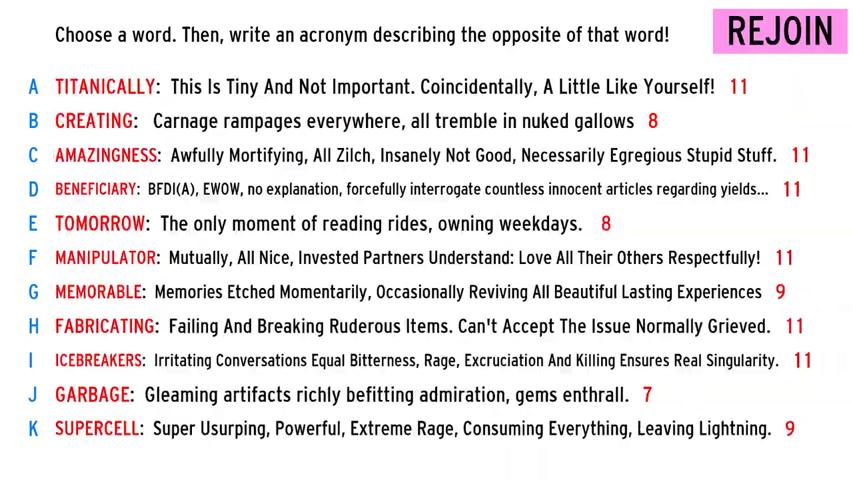 Choose a word. Then, write an acronym describing the opposite of that word!
REJOIN
A TITANICALLY: This Is Tiny And Not Important. Coincidentally, A Little Like Yourself! 11
B CREATING: Carnage rampages everywhere, all tremble in nuked gallows 8
C AMAZINGNESS: Awfully Mortifying, All Zilch, Insanely Not Good, Necessarily Egregious Stupid Stuff. 11
D BENEFICIARY: BFDI(A), EWOW, no explanation, forcefully interrogate countless innocent articles regarding yields... 11
E TOMORROW: The only moment of reading rides, owning weekdays. 8
F MANIPULATOR: Mutually, All Nice, Invested Partners Understand: Love All Their Others Respectfully! 11
G MEMORABLE: Memories Etched Momentarily, Occasionally Reviving All Beautiful Lasting Experiences 9
H FABRICATING: Failing And Breaking Ruderous Items. Can't Accept The Issue Normally Grieved. 11
I ICEBREAKERS: Irritating Conversations Equal Bitterness, Rage, Excruciation And Killing Ensures Real Singularity. 11
J GARBAGE: Gleaming artifacts richly befitting admiration, gems enthrall. 7
K SUPERCELL: Super Usurping, Powerful, Extreme Rage, Consuming Everything, Leaving Lightning. 9